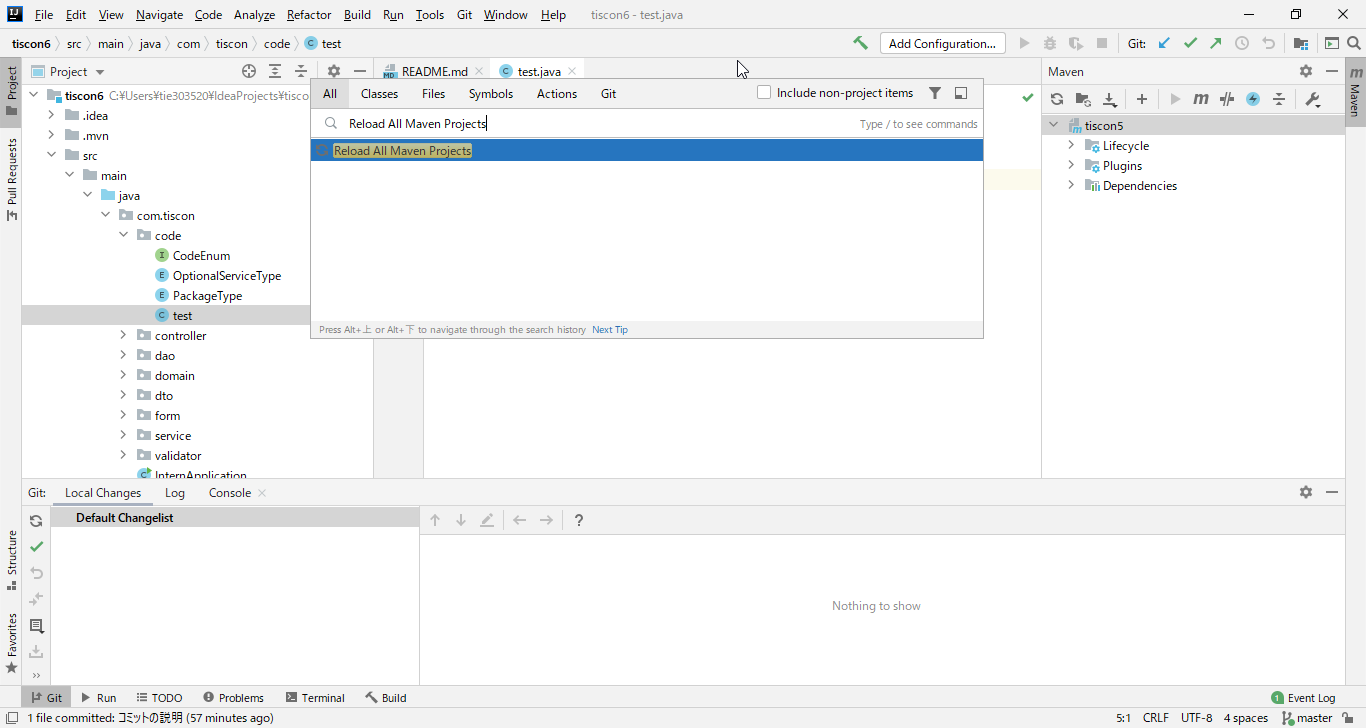 File Edit View Navigate Code Analyze Refactor Build Run Tools Git Window Help tiscon6 - test.java
tiscon6 src main java com tiscon code test
Add Configuration...
Git:
Project
README.md
test.java
Maven
Project
Pull Requests
Structure
Favorites
Maven
tiscon6 C:¥Users¥tie303520¥IdeaProjects¥tisco
.idea
.mvn
src
main
java
com.tiscon
code
CodeEnum
OptionalServiceType
PackageType
test
controller
dao
domain
dto
form
service
validator
InternApplication
All Classes Files Symbols Actions Git
Include non-project items
Reload All Maven Projects
Type / to see commands
Reload All Maven Projects
Press Alt+上 or Alt+下 to navigate through the search history Next Tip
tiscon5
Lifecycle
Plugins
Dependencies
Git: Local Changes Log Console
Default Changelist
Nothing to show
Git Run TODO Problems Terminal Build
1 Event Log
1 file committed: コミットの説明 (57 minutes ago)
5:1 CRLF UTF-8 4 spaces master